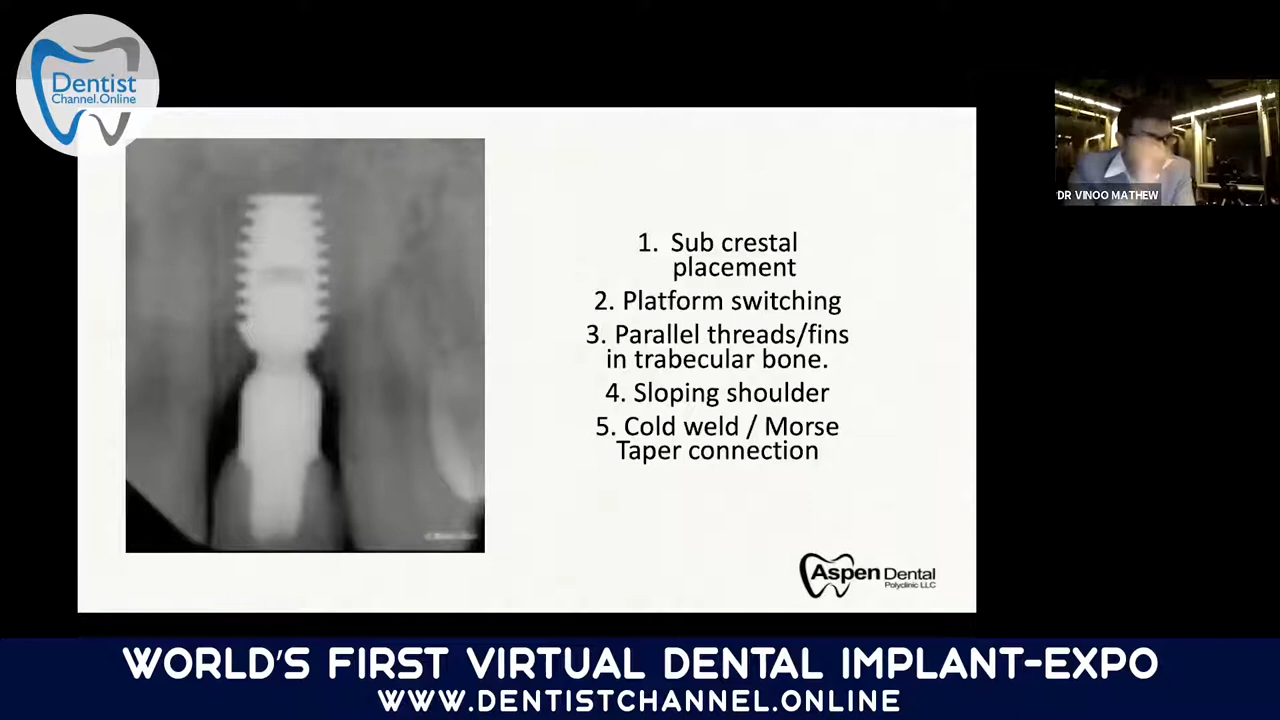 Dentist
Channel.Online
DR VINOO MATHEW
1. Sub crestal
placement
2. Platform switching
3. Parallel threads/fins
in trabecular bone.
4. Sloping shoulder
5. Cold weld / Morse
Taper connection
Aspen Dental
Polyclinic LLC
WORLD'S FIRST VIRTUAL DENTAL IMPLANT-EXPO
WWW.DENTISTCHANNEL.ONLINE